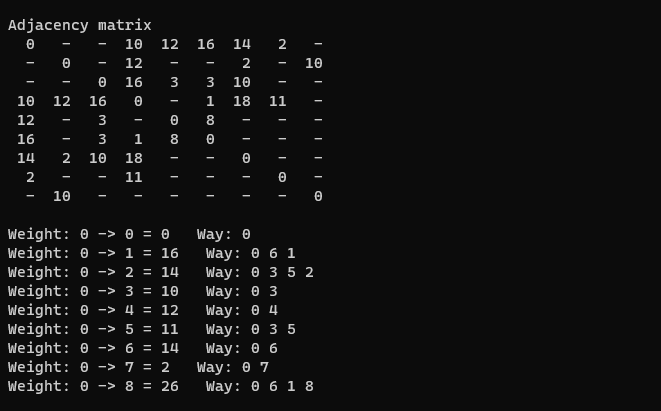 Adjacency matrix
0 - - 10 12 16 14 2 -
- 0 - 12 - - 2 - 10
- - 0 16 3 3 10 - -
10 12 16 0 - 1 18 11 -
12 - 3 - 0 8 - - -
16 - 3 1 8 0 - - -
14 2 10 18 - - 0 - -
2 - - 11 - - - 0 -
- 10 - - - - - - 0
Weight: 0 -> 0 = 0 Way: 0
Weight: 0 -> 1 = 16 Way: 0 6 1
Weight: 0 -> 2 = 14 Way: 0 3 5 2
Weight: 0 -> 3 = 10 Way: 0 3
Weight: 0 -> 4 = 12 Way: 0 4
Weight: 0 -> 5 = 11 Way: 0 3 5
Weight: 0 -> 6 = 14 Way: 0 6
Weight: 0 -> 7 = 2 Way: 0 7
Weight: 0 -> 8 = 26 Way: 0 6 1 8